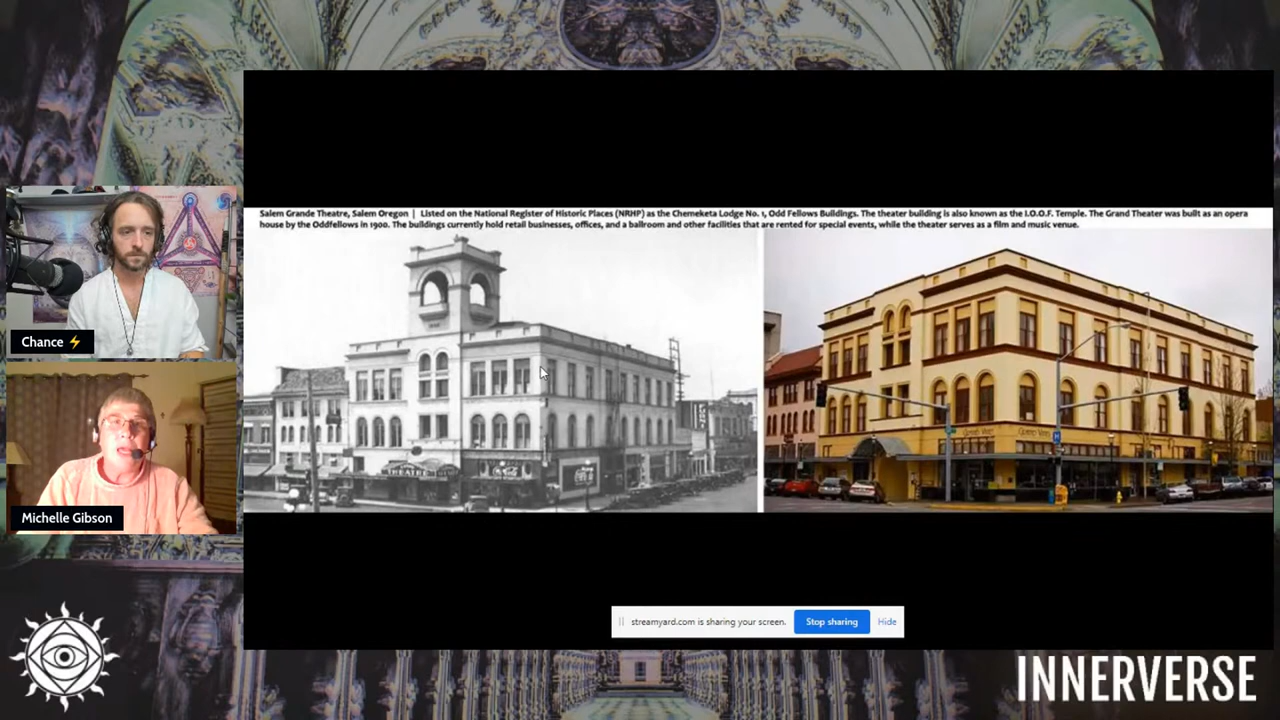 Salem Grande Theatre, Salem Oregon | Listed on the National Register of Historic Places (NRHP) as the Chemeketa Lodge No. 1, Odd Fellows Buildings. The theater building is also known as the I.O.O.F. Temple. The Grand Theater was built as an opera
house by the Oddfellows in 1900. The buildings currently hold retail businesses, offices, and a ballroom and other facilities that are rented for special events, while the theater serves as a film and music venue.
Chance ⚡
THEATRE
Michelle Gibson
streamyard.com is sharing your screen.
Stop sharing
Hide
INNERVERSE